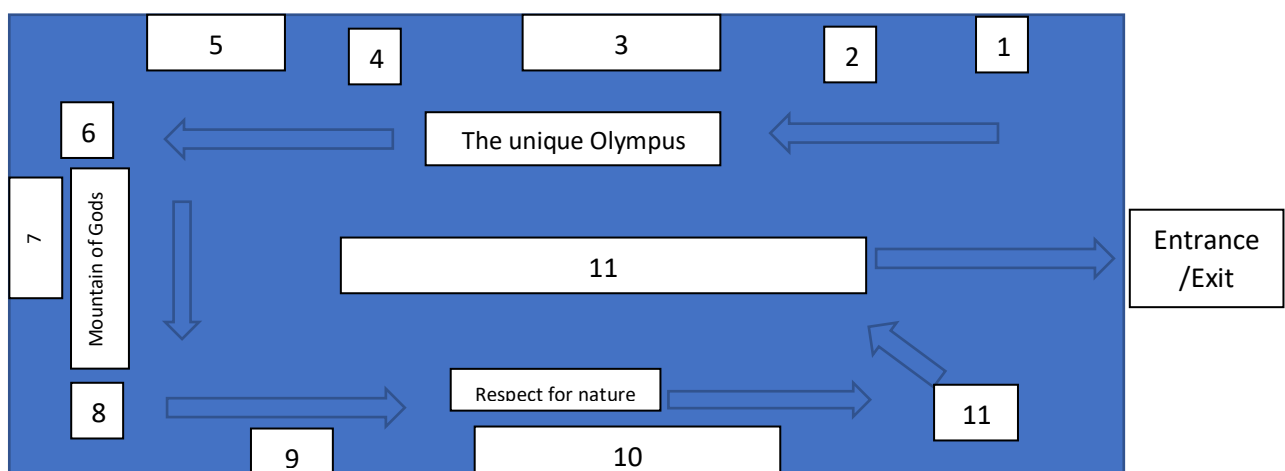 5
4
3
2
1
6
The unique Olympus
7
Mountain of Gods
11
Entrance
/Exit
8
Respect for nature
11
9
10